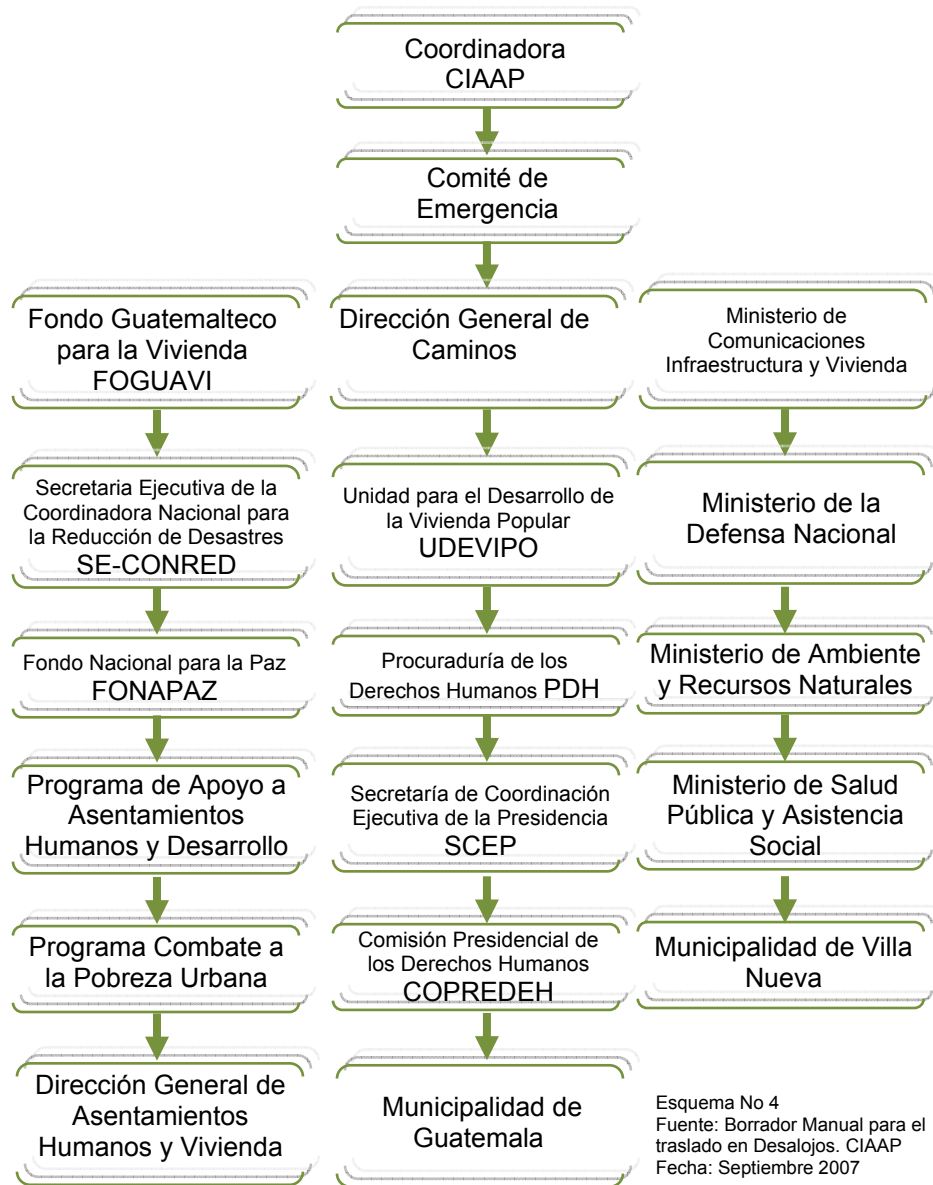 Coordinadora
CIAAP
Comité de
Emergencia
Fondo Guatemalteco
para la Vivienda
FOGUAVI
Secretaria Ejecutiva de la
Coordinadora Nacional para
la Reducción de Desastres
SE-CONRED
Fondo Nacional para la Paz
FONAPAZ
Programa de Apoyo a
Asentamientos
Humanos y Desarrollo
Programa Combate a
la Pobreza Urbana
Dirección General de
Asentamientos
Humanos y Vivienda
Dirección General de
Caminos
Unidad para el Desarrollo de
la Vivienda Popular
UDEVIPO
Procuraduría de los
Derechos Humanos PDH
Secretaría de Coordinación
Ejecutiva de la Presidencia
SCEP
Comisión Presidencial de
los Derechos Humanos
COPREDEH
Municipalidad de
Guatemala
Ministerio de
Comunicaciones
Infraestructura y Vivienda
Ministerio de la
Defensa Nacional
Ministerio de Ambiente
y Recursos Naturales
Ministerio de Salud
Pública y Asistencia
Social
Municipalidad de Villa
Nueva
Esquema No 4
Fuente: Borrador Manual para el
traslado en Desalojos. CIAAP
Fecha: Septiembre 2007